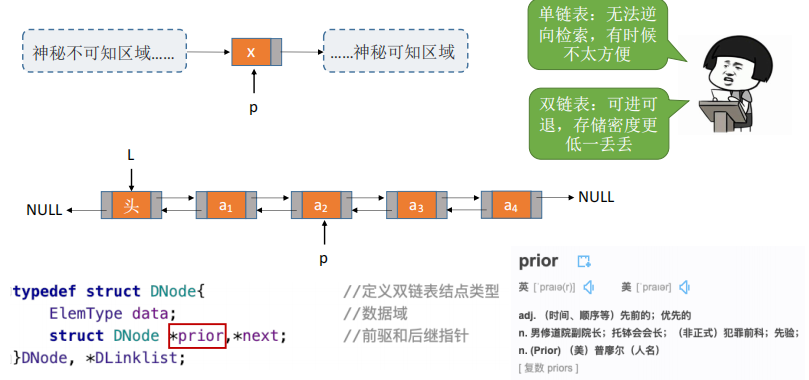 神秘不可知区域……
x
……神秘可知区域
p
单链表：无法逆
向检索，有时候
不太方便
双链表：可进可
退，存储密度更
低一丢丢
L
NULL
头
a₁
a₂
a₃
a₄
NULL
p
typedef struct DNode{ //定义双链表结点类型
ElemType data; //数据域
struct DNode *prior,*next; //前驱和后继指针
}DNode, *DLinklist;
prior
英 [ˈpraɪə(r)] 美 [ˈpraɪər]
adj. （时间、顺序等）先前的；优先的
n. 男修道院副院长；托钵会会长；（非正式）犯罪前科；先验；
n. (Prior) （美）普廖尔（人名）
[ 复数 priors ]